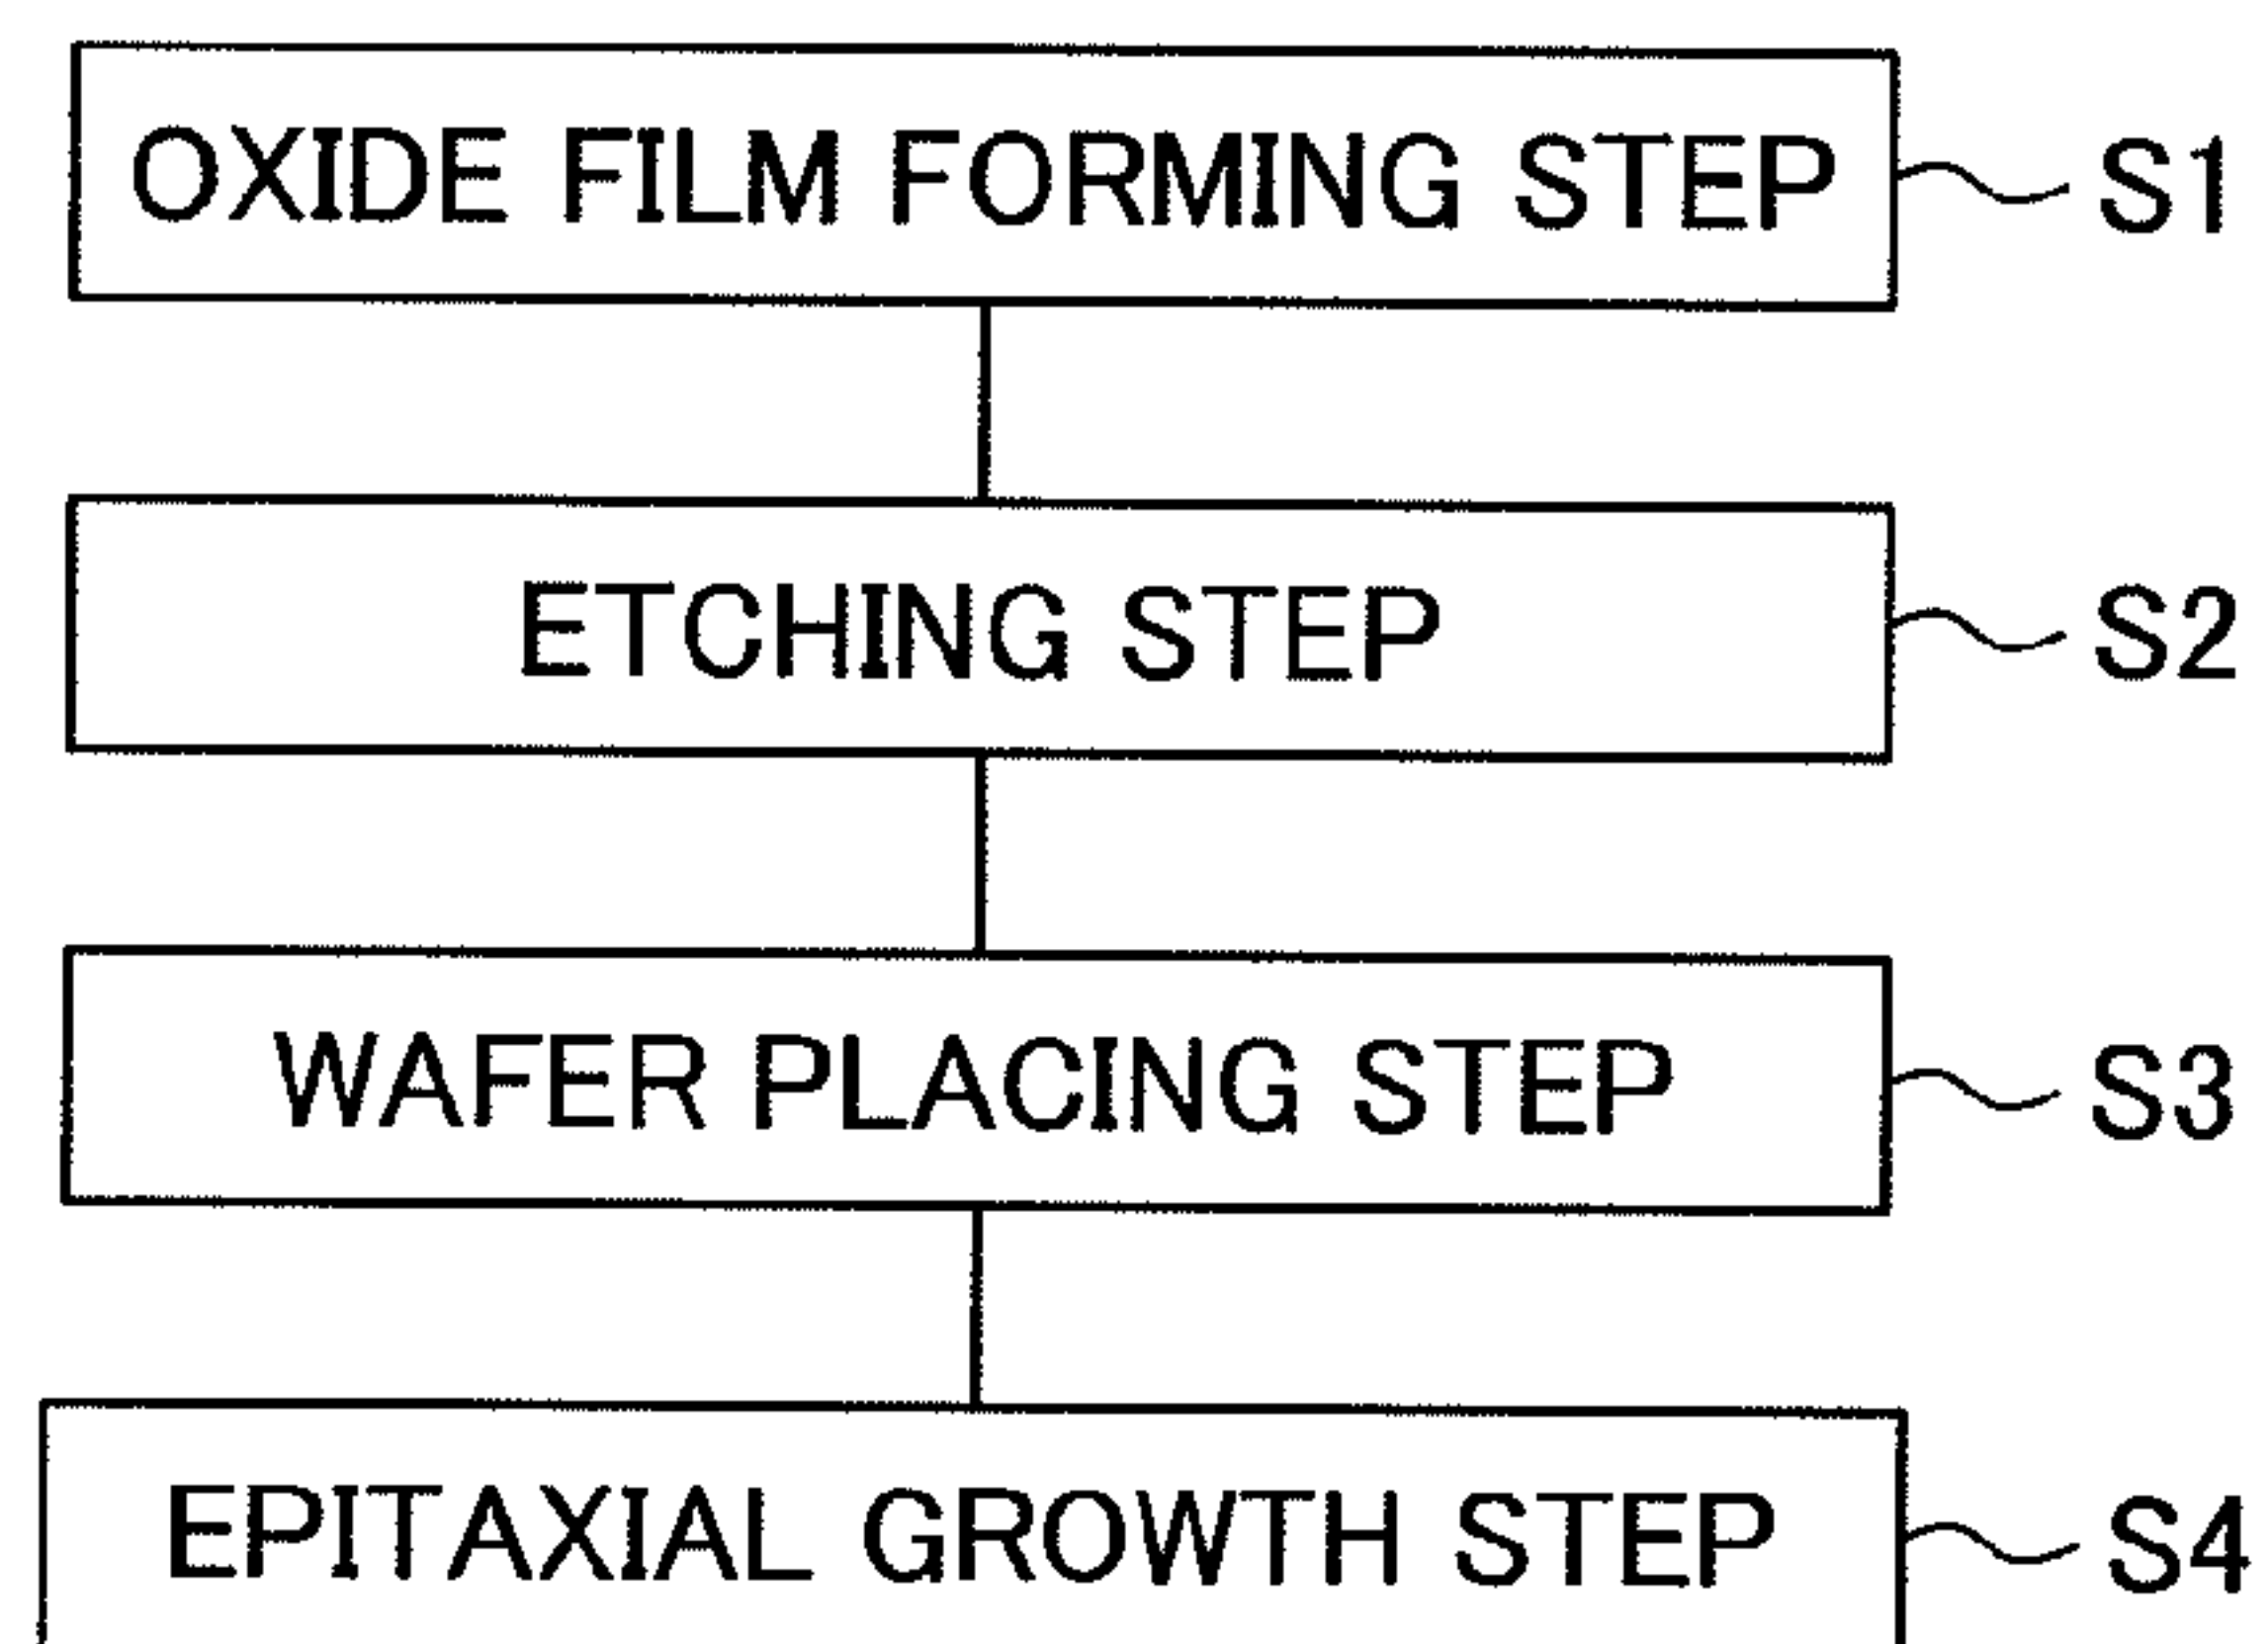 OXIDE FILM FORMING STEP S1
ETCHING STEP S2
WAFER PLACING STEP S3
EPITAXIAL GROWTH STEP S4